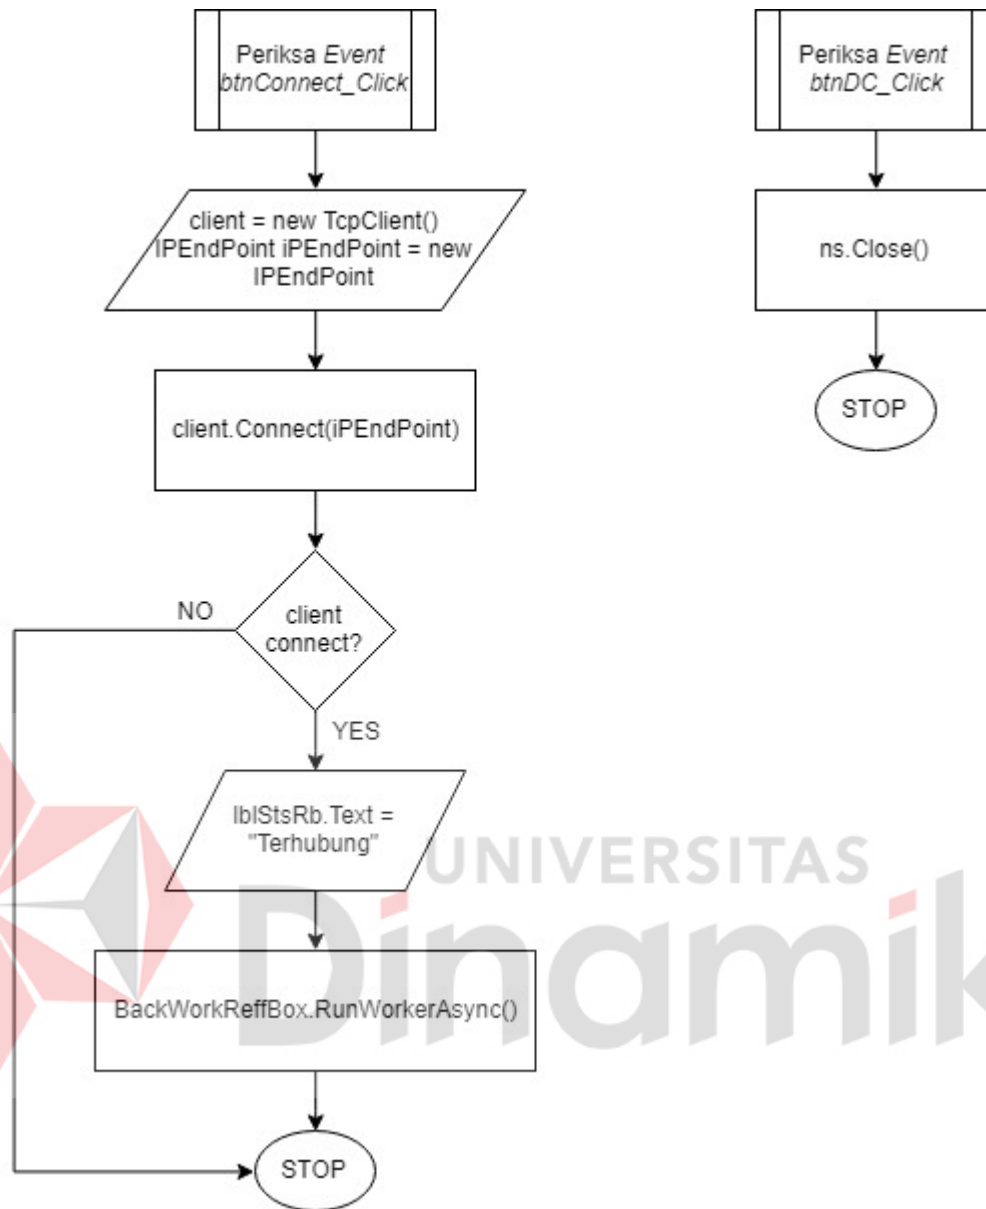 Periksa Event
btnConnect_Click
client = new TcpClient()
IPEndPoint iPEndPoint = new
IPEndPoint
client.Connect(iPEndPoint)
client
connect?
NO
YES
lblStsRb.Text =
"Terhubung"
BackWorkReffBox.RunWorkerAsync()
STOP
Periksa Event
btnDC_Click
ns.Close()
STOP
UNIVERSITAS
Dinamik